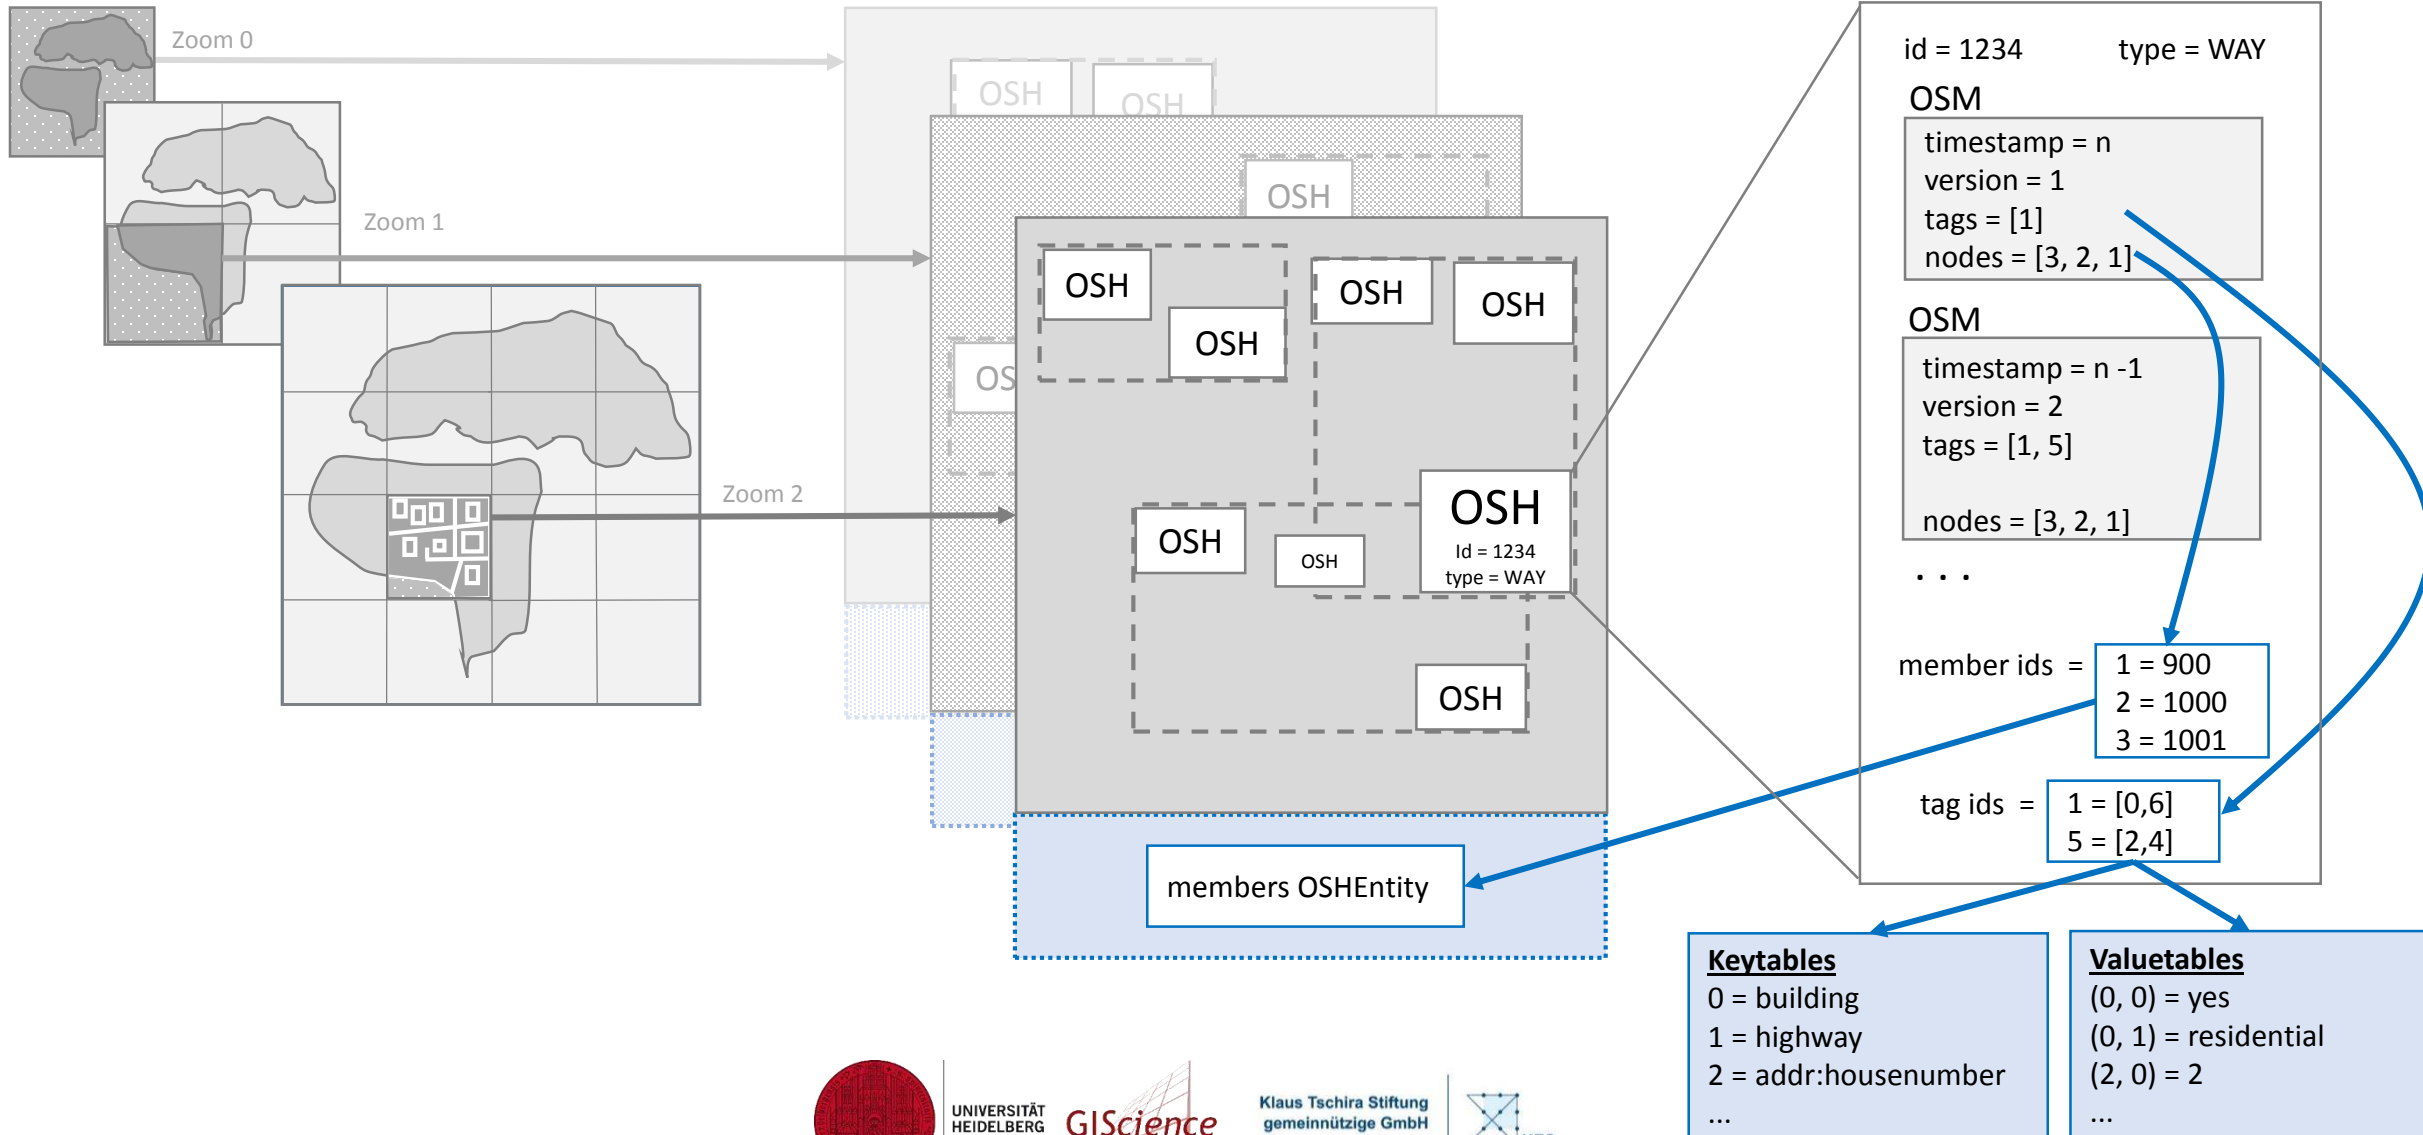 Zoom 0
Zoom 1
Zoom 2
OSH
OSH
OSH
OSH
OSH
OSH
OSH
OSH
OSH
OSH
Id = 1234
type = WAY
OSH
members OSHEntity
id = 1234 type = WAY
OSM
timestamp = n
version = 1
tags = [1]
nodes = [3, 2, 1]
OSM
timestamp = n -1
version = 2
tags = [1, 5]
nodes = [3, 2, 1]
. . .
member ids = 1 = 900
2 = 1000
3 = 1001
tag ids = 1 = [0,6]
5 = [2,4]
Keytables
0 = building
1 = highway
2 = addr:housenumber
...
Valuetables
(0, 0) = yes
(0, 1) = residential
(2, 0) = 2
...
UNIVERSITÄT
HEIDELBERG
GIScience
Klaus Tschira Stiftung
gemeinnützige GmbH